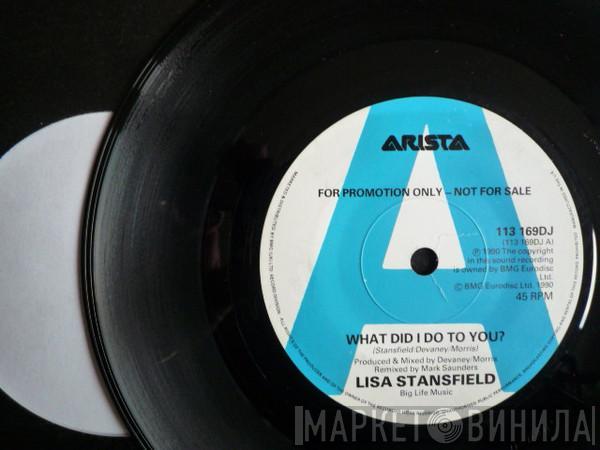 ARISTA
FOR PROMOTION ONLY – NOT FOR SALE
113 169DJ
(113 169DJ A)
℗ 1990 The copyright
in this sound recording
is owned by BMG Eurodisc
Ltd.
© BMG Eurodisc Ltd. 1990
45 RPM
WHAT DID I DO TO YOU?
(Stansfield/Devaney/Morris)
Produced & Mixed by Devaney/Morris
Remixed by Mark Saunders
LISA STANSFIELD
Big Life Music
МАРКЕТ ВИНИЛА